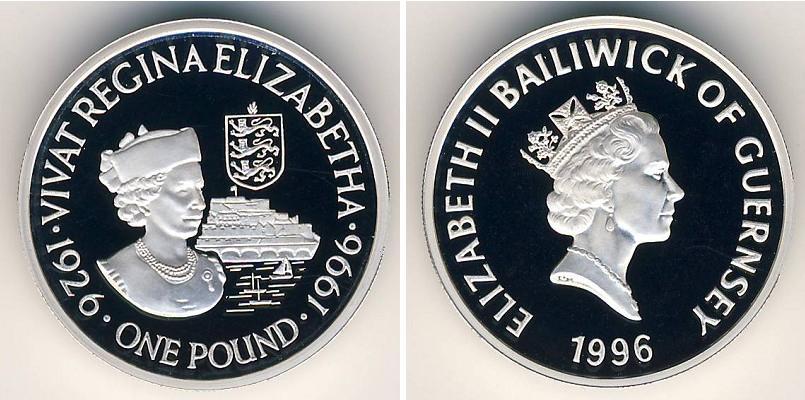 1926 · VIVAT REGINA ELIZABETHA · 1996 ·
ONE POUND
ELIZABETH II BAILIWICK OF GUERNSEY
1996